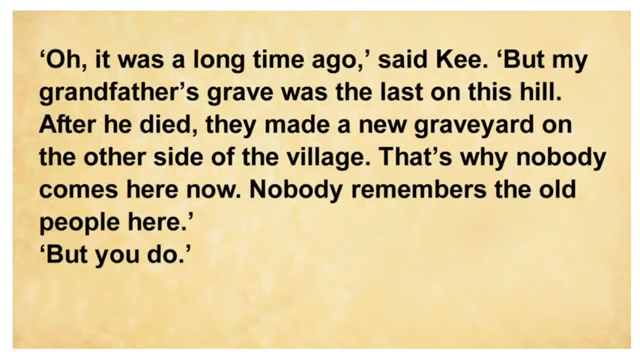 ‘Oh, it was a long time ago,’ said Kee. ‘But my
grandfather’s grave was the last on this hill.
After he died, they made a new graveyard on
the other side of the village. That’s why nobody
comes here now. Nobody remembers the old
people here.’
‘But you do.’